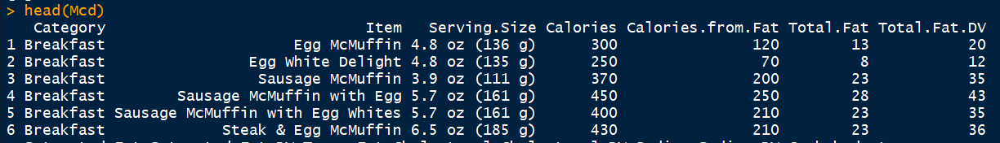 > head(Mcd)
Category Item Serving.Size Calories Calories.from.Fat Total.Fat Total.Fat.DV
1 Breakfast Egg McMuffin 4.8 oz (136 g) 300 120 13 20
2 Breakfast Egg White Delight 4.8 oz (135 g) 250 70 8 12
3 Breakfast Sausage McMuffin 3.9 oz (111 g) 370 200 23 35
4 Breakfast Sausage McMuffin with Egg 5.7 oz (161 g) 450 250 28 43
5 Breakfast Sausage McMuffin with Egg Whites 5.7 oz (161 g) 400 210 23 35
6 Breakfast Steak & Egg McMuffin 6.5 oz (185 g) 430 210 23 36